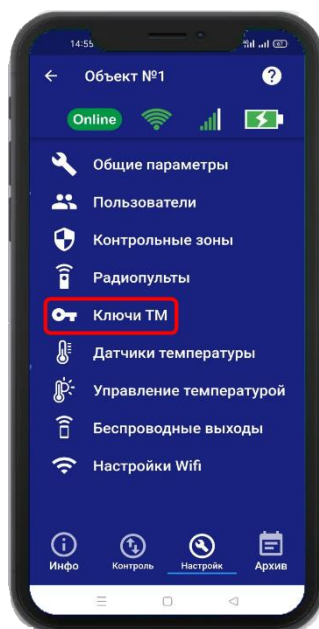 14:55
Объект №1
Online
Общие параметры
Пользователи
Контрольные зоны
Радиопульты
Ключи ТМ
Датчики температуры
Управление температурой
Беспроводные выходы
Настройки Wifi
Инфо Контроль Настройк Архив